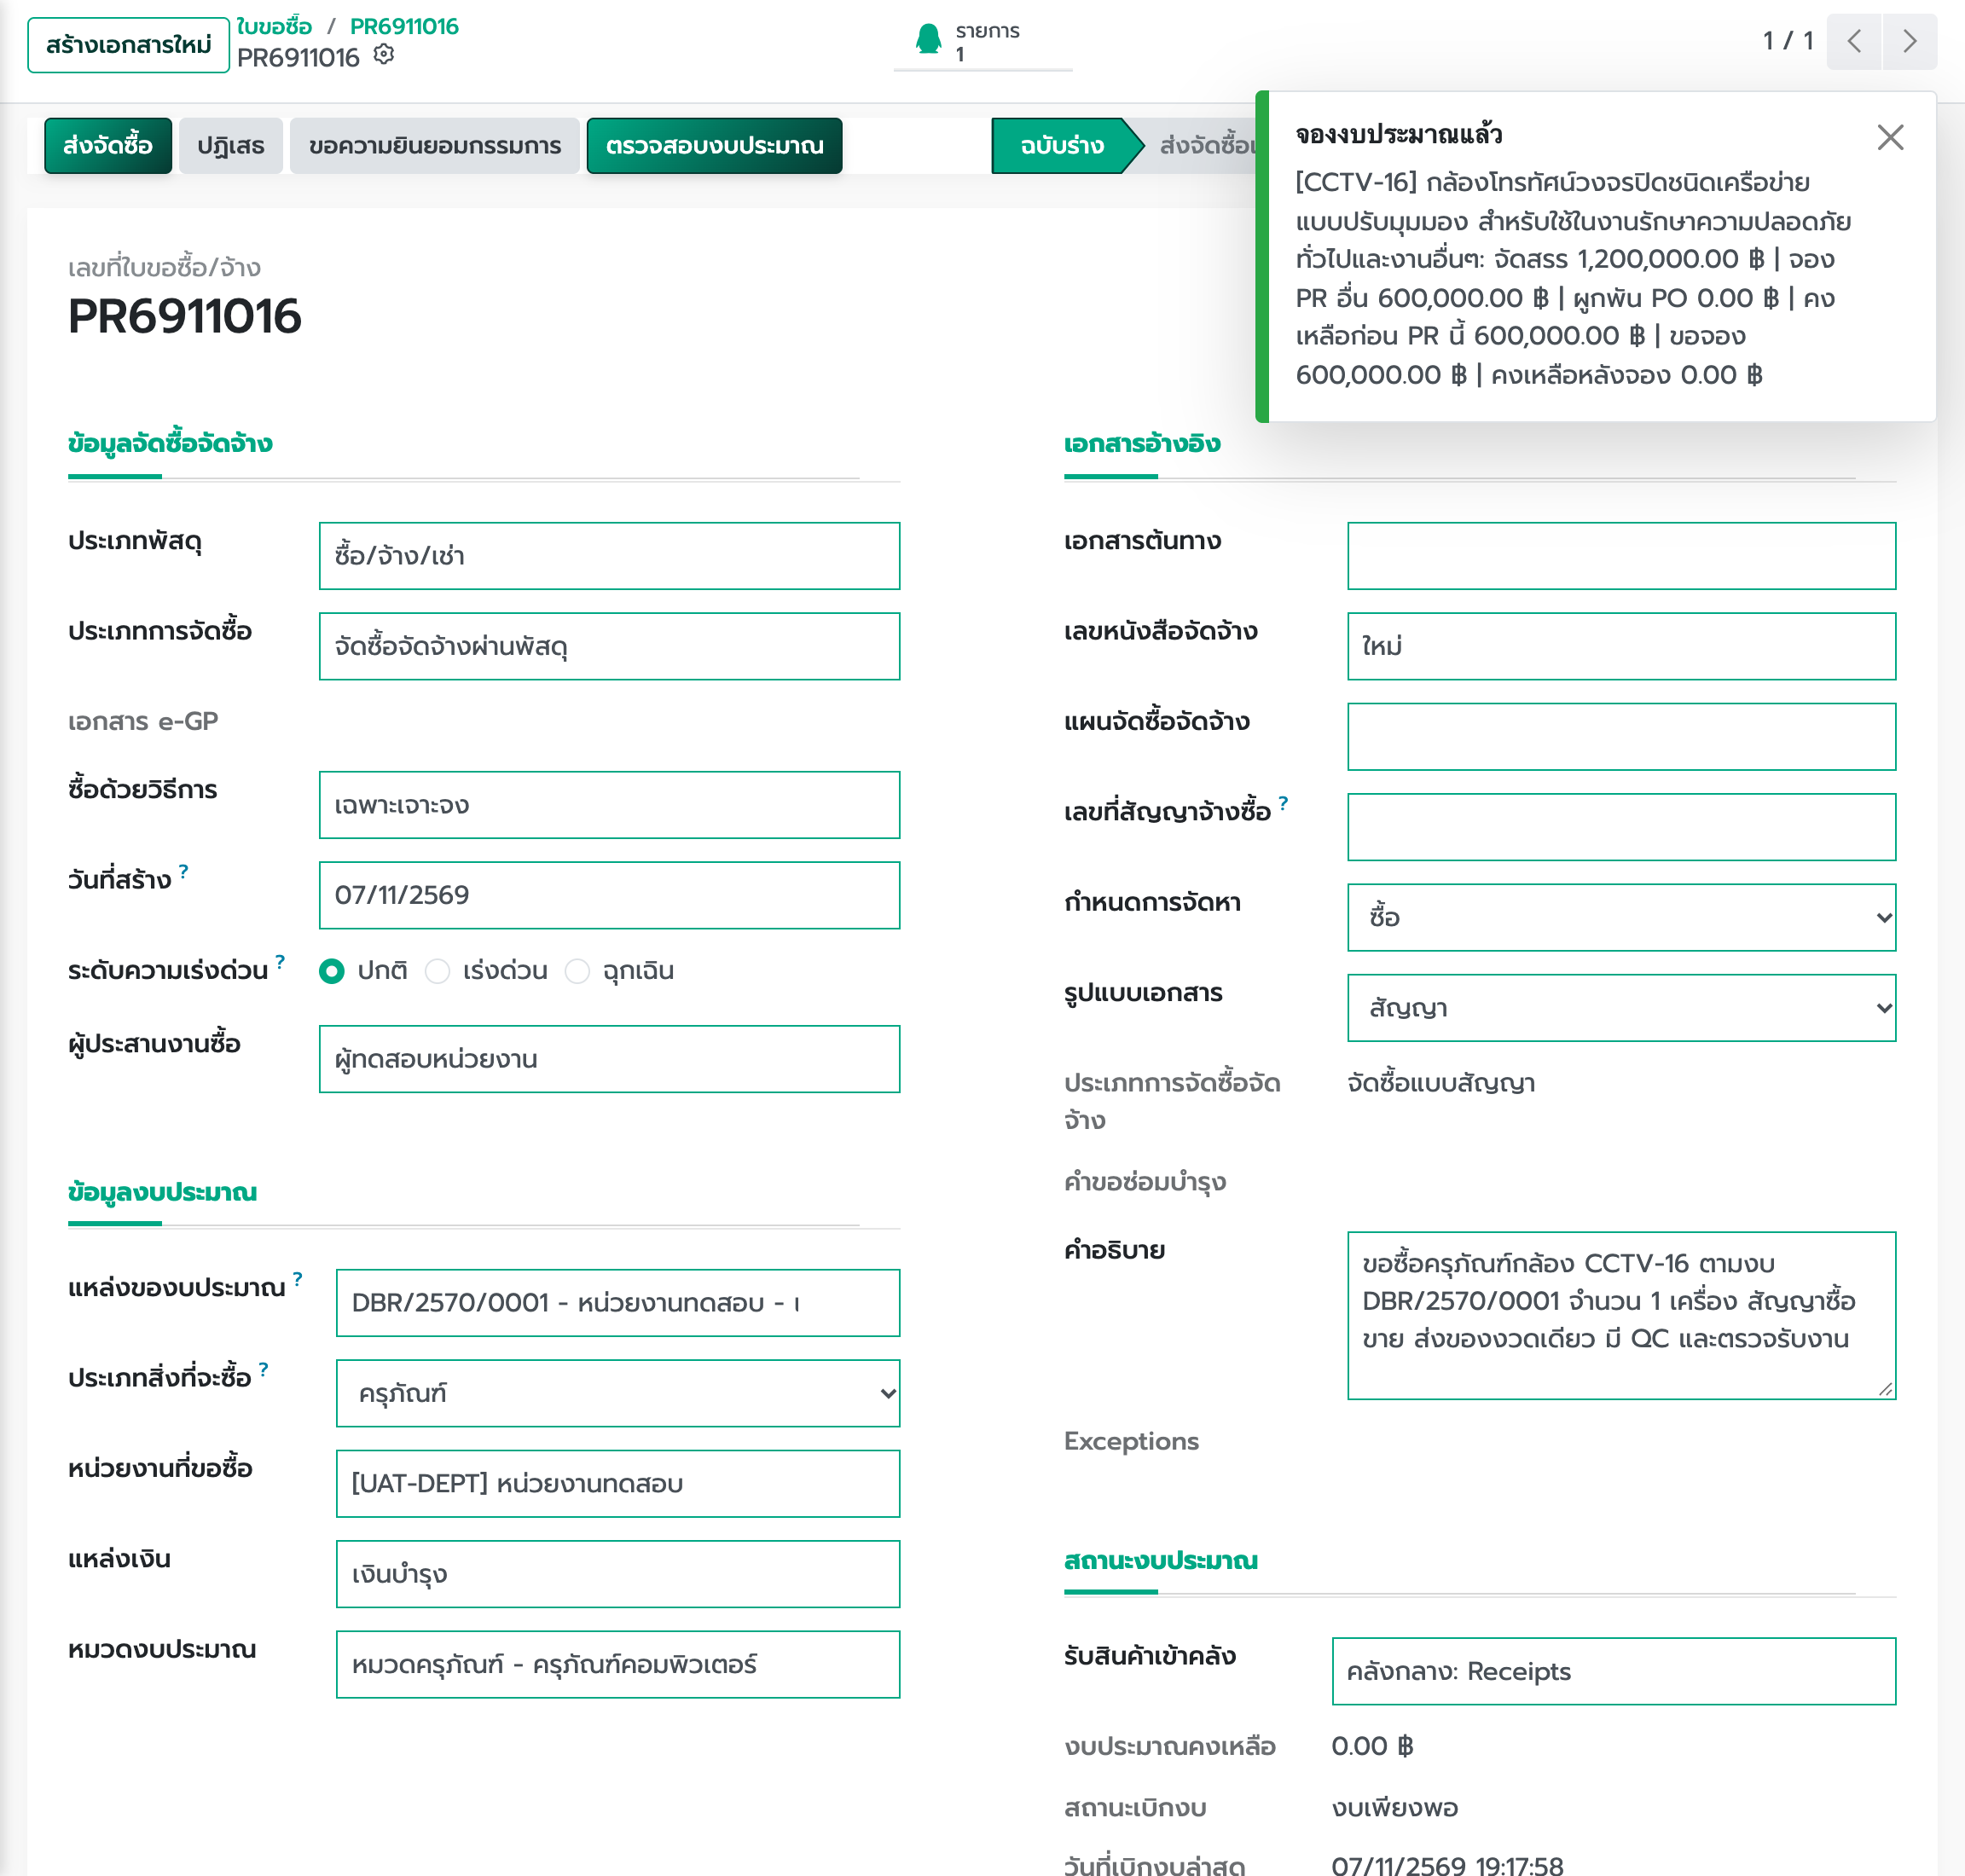 สร้างเอกสารใหม่
ใบขอซื้อ / PR6911016
PR6911016
รายการ
1
1 / 1
ส่งจัดซื้อ
ปฏิเสธ
ขอความยินยอมกรรมการ
ตรวจสอบงบประมาณ
ฉบับร่าง
จองงบประมาณแล้ว
[CCTV-16] กล้องโทรทัศน์วงจรปิดชนิดเครือข่าย
แบบปรับมุมมอง สำหรับใช้ในงานรักษาความปลอดภัย
ทั่วไปและงานอื่นๆ: จัดสรร 1,200,000.00 ฿ | จอง
PR อื่น 600,000.00 ฿ | ผูกพัน PO 0.00 ฿ | คง
เหลือก่อน PR นี้ 600,000.00 ฿ | ขอจอง
600,000.00 ฿ | คงเหลือหลังจอง 0.00 ฿
เลขที่ใบขอซื้อ/จ้าง
PR6911016
ข้อมูลจัดซื้อจัดจ้าง
ประเภทพัสดุ
ซื้อ/จ้าง/เช่า
ประเภทการจัดซื้อ
จัดซื้อจัดจ้างผ่านพัสดุ
เอกสาร e-GP
ซื้อด้วยวิธีการ
เฉพาะเจาะจง
วันที่สร้าง ?
07/11/2569
ระดับความเร่งด่วน ?
ปกติ
เร่งด่วน
ฉุกเฉิน
ผู้ประสานงานซื้อ
ผู้ทดสอบหน่วยงาน
ข้อมูลงบประมาณ
แหล่งของบประมาณ ?
DBR/2570/0001 - หน่วยงานทดสอบ - เ
ประเภทสิ่งที่จะซื้อ ?
ครุภัณฑ์
หน่วยงานที่ขอซื้อ
[UAT-DEPT] หน่วยงานทดสอบ
แหล่งเงิน
เงินบำรุง
หมวดงบประมาณ
หมวดครุภัณฑ์ - ครุภัณฑ์คอมพิวเตอร์
เอกสารอ้างอิง
เอกสารต้นทาง
เลขหนังสือจัดจ้าง
ใหม่
แผนจัดซื้อจัดจ้าง
เลขที่สัญญาจ้างซื้อ ?
กำหนดการจัดหา
ซื้อ
รูปแบบเอกสาร
สัญญา
ประเภทการจัดซื้อจัด
จ้าง
จัดซื้อแบบสัญญา
คำขอซ่อมบำรุง
คำอธิบาย
ขอซื้อครุภัณฑ์กล้อง CCTV-16 ตามงบ
DBR/2570/0001 จำนวน 1 เครื่อง สัญญาซื้อ
ขาย ส่งของงวดเดียว มี QC และตรวจรับงาน
Exceptions
สถานะงบประมาณ
รับสินค้าเข้าคลัง
คลังกลาง: Receipts
งบประมาณคงเหลือ
0.00 ฿
สถานะเบิกงบ
งบเพียงพอ
วันที่เบิกงบล่าสุด
07/11/2569 19:17:58